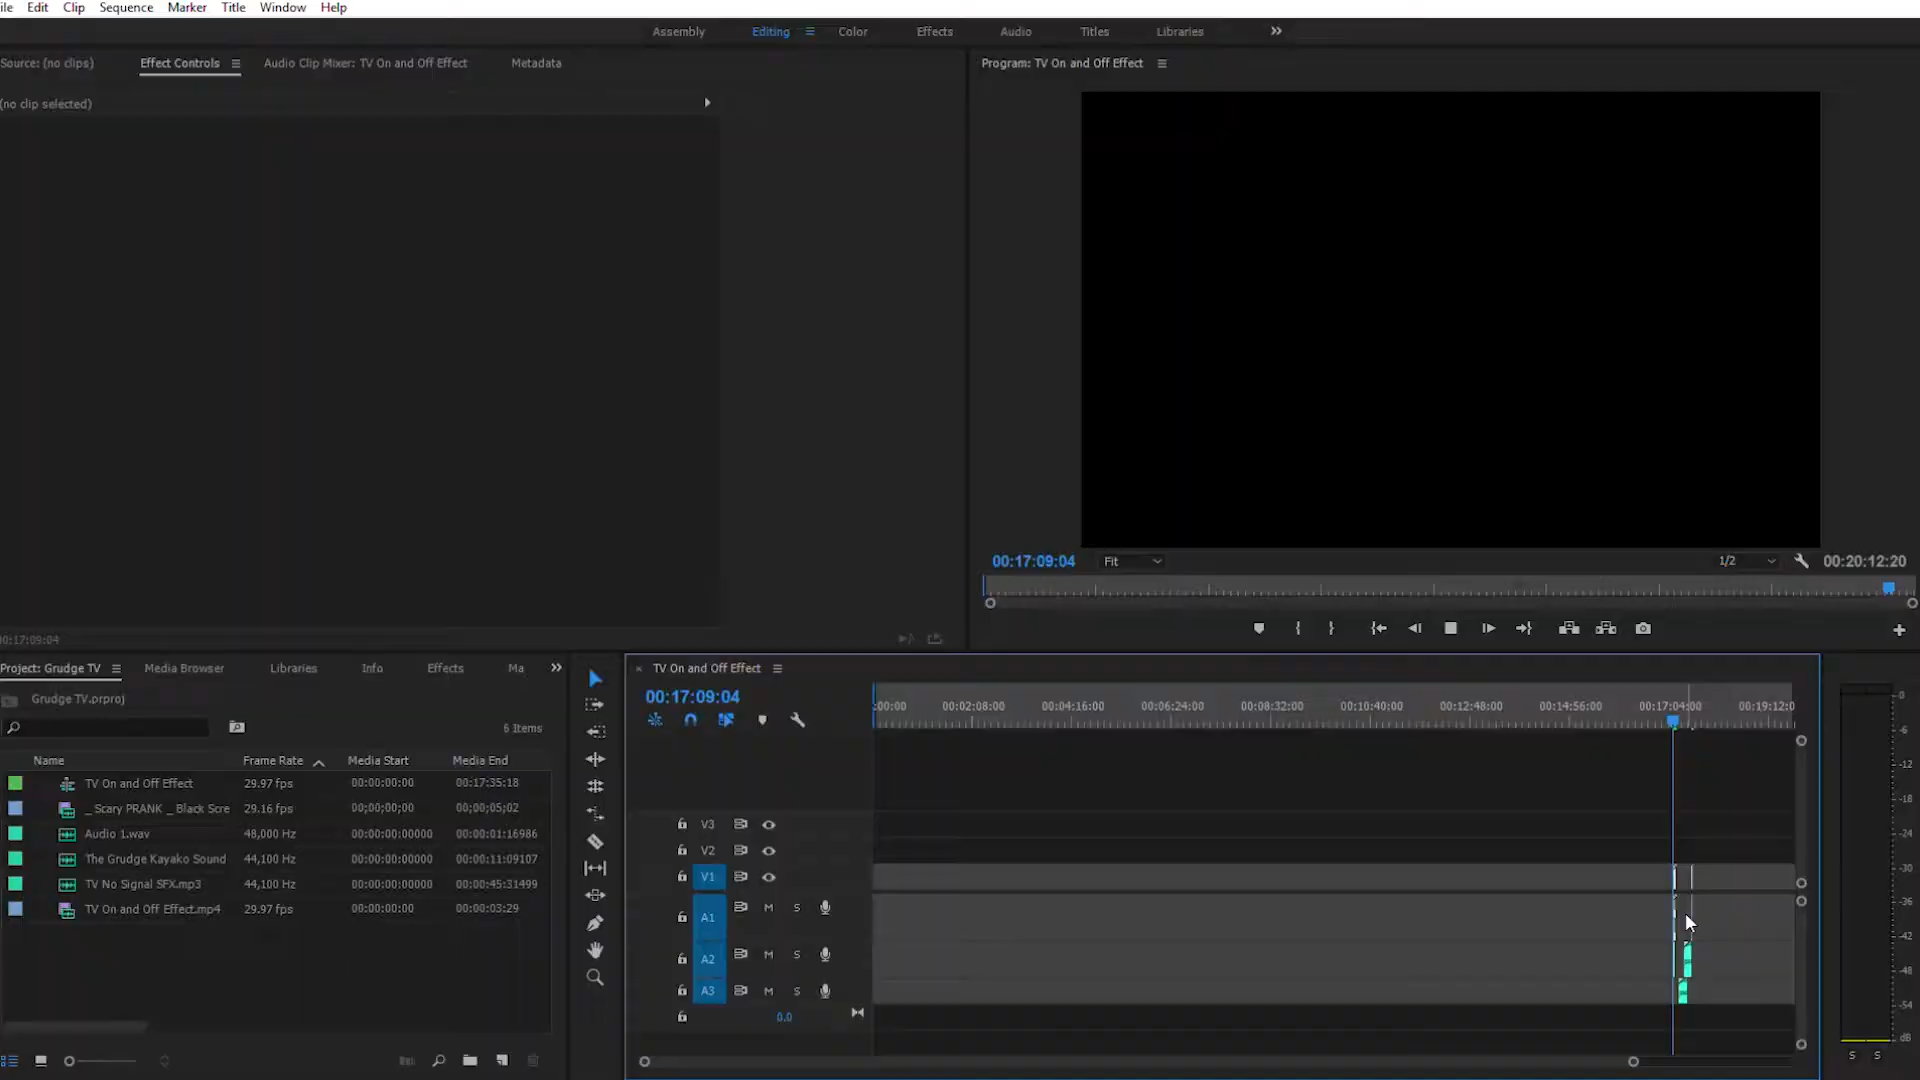 ile Edit Clip Sequence Marker Title Window Help
Assembly Editing Color Effects Audio Titles Libraries
Source: (no clips) Effect Controls Audio Clip Mixer: TV On and Off Effect Metadata
Program: TV On and Off Effect
(no clip selected)
00:17:09:04 Fit 1/2 00:20:12:20
00:17:09:04
Project: Grudge TV Media Browser Libraries Info Effects Ma
TV On and Off Effect
Grudge TV.prproj
00:17:09:04
6 Items
:00:00 00:02:08:00 00:04:16:00 00:06:24:00 00:08:32:00 00:10:40:00 00:12:48:00 00:14:56:00 00:17:04:00 00:19:12:0
Name Frame Rate Media Start Media End
TV On and Off Effect 29.97 fps 00:00:00:00 00:17:35:18
_ Scary PRANK _ Black Scre 29.16 fps 00;00;00;00 00;00;05;02
Audio 1.wav 48,000 Hz 00:00:00:00000 00:00:01:16986
The Grudge Kayako Sound 44,100 Hz 00:00:00:00000 00:00:11:09107
TV No Signal SFX.mp3 44,100 Hz 00:00:00:00000 00:00:45:31499
TV On and Off Effect.mp4 29.97 fps 00:00:00:00 00:00:03:29
V3
V2
V1
A1 M S
A2 M S
A3 M S
0.0
0
-6
-12
-18
-24
-30
-36
-42
-48
-54
dB
S S